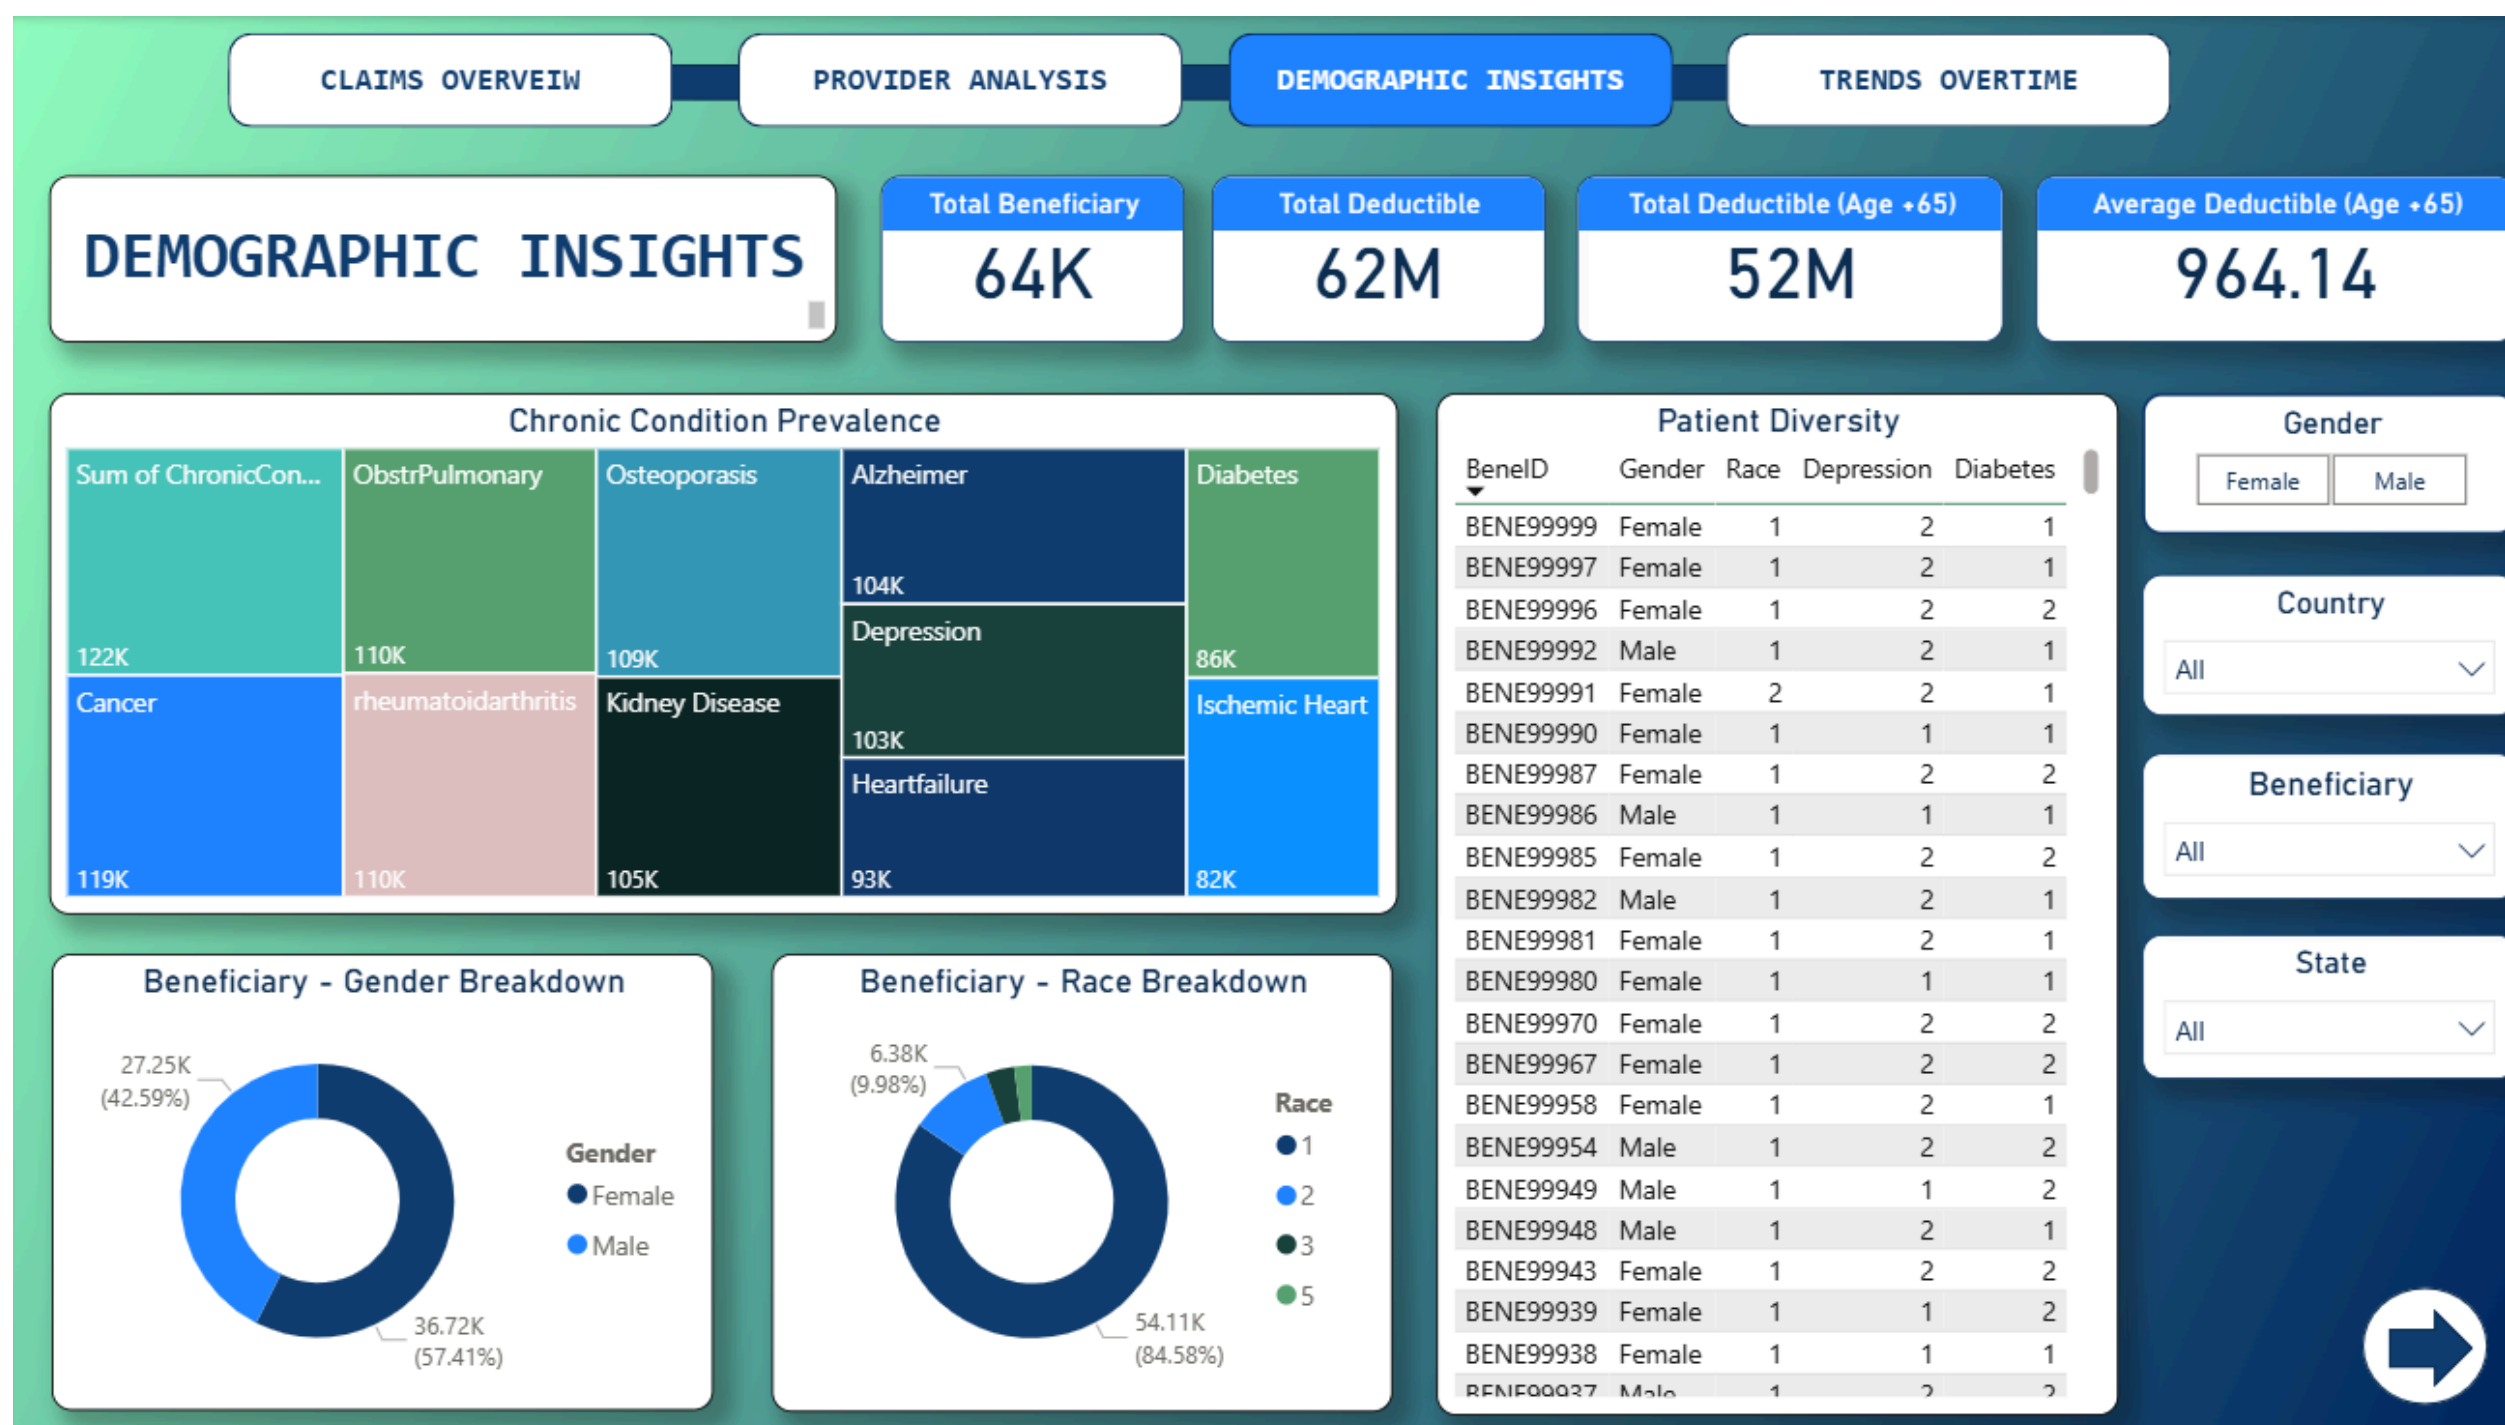 CLAIMS OVERVEIW
PROVIDER ANALYSIS
DEMOGRAPHIC INSIGHTS
TRENDS OVERTIME
DEMOGRAPHIC INSIGHTS
Total Beneficiary
64K
Total Deductible
62M
Total Deductible (Age +65)
52M
Average Deductible (Age +65)
964.14
Chronic Condition Prevalence
Sum of ChronicCon...
122K
Cancer
119K
ObstrPulmonary
110K
rheumatoidarthritis
110K
Osteoporasis
109K
Kidney Disease
105K
Alzheimer
104K
Depression
103K
Heartfailure
93K
Diabetes
86K
Ischemic Heart
82K
Beneficiary - Gender Breakdown
27.25K
(42.59%)
36.72K
(57.41%)
Gender
Female
Male
Beneficiary - Race Breakdown
6.38K
(9.98%)
54.11K
(84.58%)
Race
1
2
3
5
Patient Diversity
BeneID Gender Race Depression Diabetes
BENE99999 Female 1 2 1
BENE99997 Female 1 2 1
BENE99996 Female 1 2 2
BENE99992 Male 1 2 1
BENE99991 Female 2 2 1
BENE99990 Female 1 1 1
BENE99987 Female 1 2 2
BENE99986 Male 1 1 1
BENE99985 Female 1 2 2
BENE99982 Male 1 2 1
BENE99981 Female 1 2 1
BENE99980 Female 1 1 1
BENE99970 Female 1 2 2
BENE99967 Female 1 2 2
BENE99958 Female 1 2 1
BENE99954 Male 1 2 2
BENE99949 Male 1 1 2
BENE99948 Male 1 2 1
BENE99943 Female 1 2 2
BENE99939 Female 1 1 2
BENE99938 Female 1 1 1
BENE99937 Male 1 2 2
Gender
Female Male
Country
All
Beneficiary
All
State
All